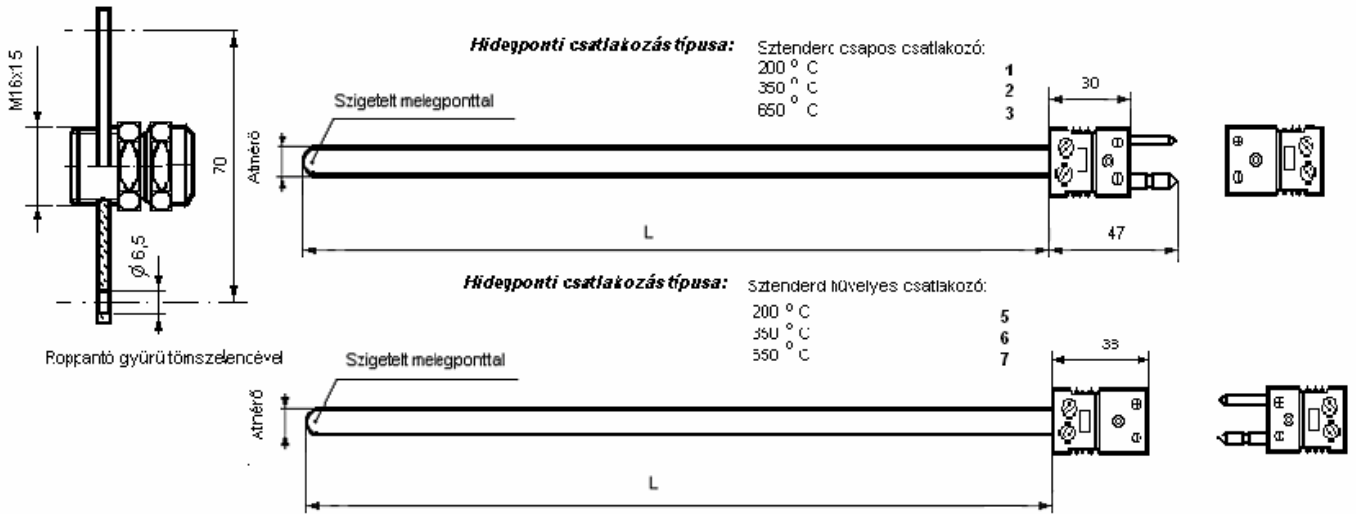 Hidegponti csatlakozás típusa:
Sztenderd csapos csatlakozó:
200 ° C 1
350 ° C 2
650 ° C 3
Szigetelt melegponttal
M16x1 5
70
Ø 6,5
Átmérő
30
L
47
Roppantó gyűrű tömszelencével
Hidegponti csatlakozás típusa:
Sztenderd hüvelyes csatlakozó:
200 ° C 5
350 ° C 6
550 ° C 7
Szigetelt melegponttal
Átmérő
33
L